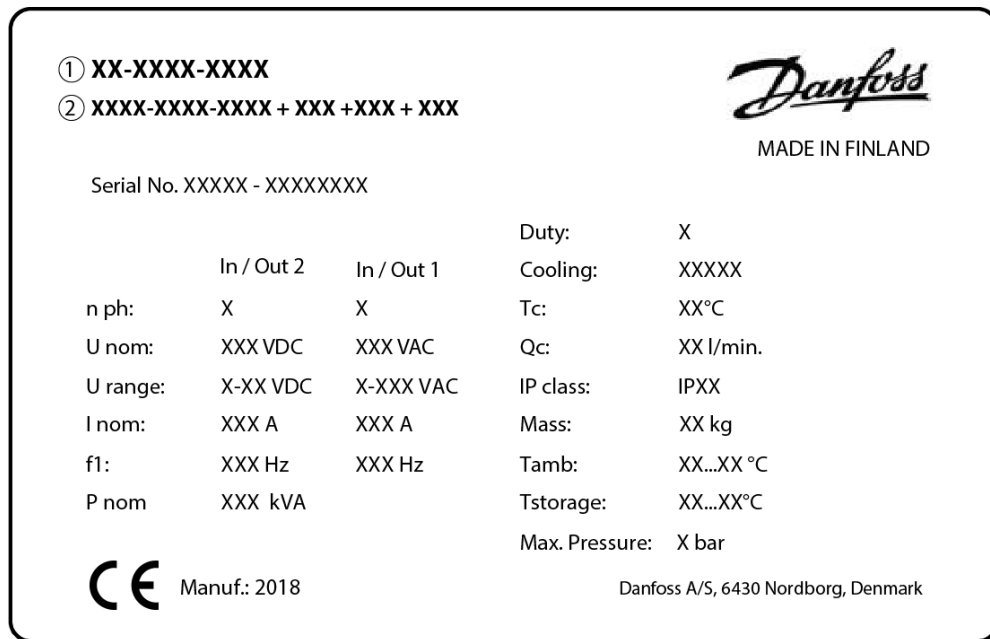 ① XX-XXXX-XXXX
② XXXX-XXXX-XXXX + XXX +XXX + XXX
Danfoss
MADE IN FINLAND
Serial No. XXXXX - XXXXXXXX
In / Out 2 In / Out 1
n ph: X X
U nom: XXX VDC XXX VAC
U range: X-XX VDC X-XXX VAC
I nom: XXX A XXX A
f1: XXX Hz XXX Hz
P nom XXX kVA
Duty: X
Cooling: XXXXX
Tc: XX°C
Qc: XX l/min.
IP class: IPXX
Mass: XX kg
Tamb: XX...XX °C
Tstorage: XX...XX°C
Max. Pressure: X bar
CE Manuf.: 2018
Danfoss A/S, 6430 Nordborg, Denmark